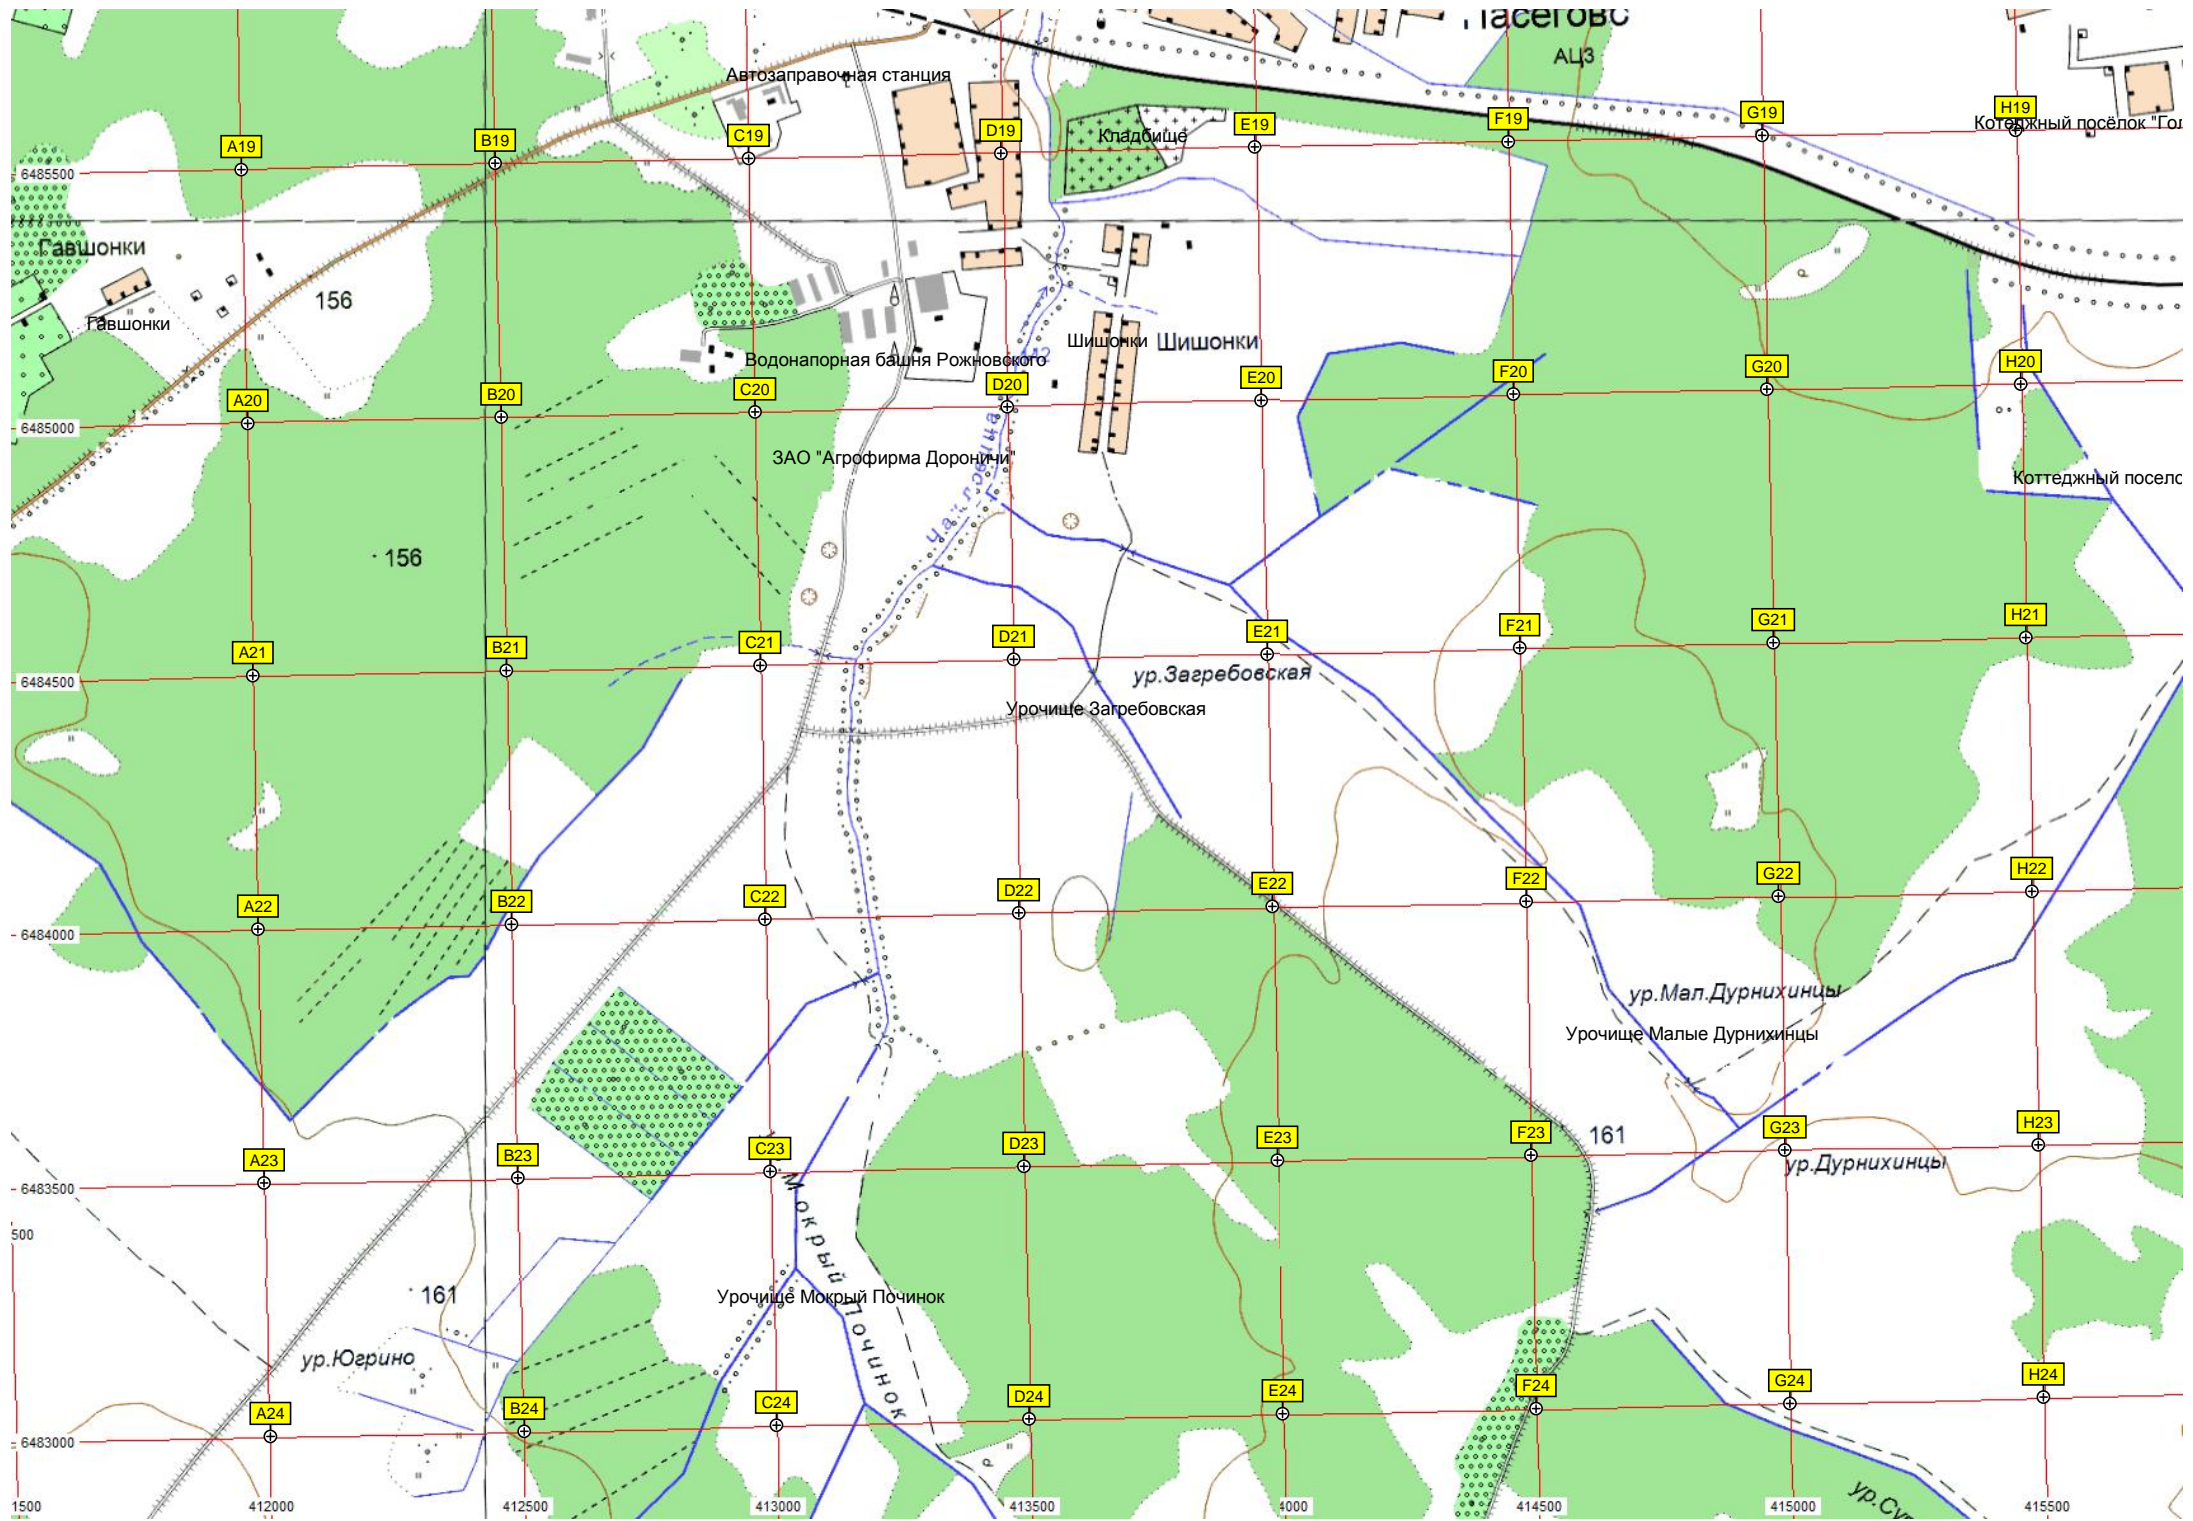 Пасегово
АЦЗ
Автозаправочная станция
Кладбище
A19
B19
C19
D19
E19
F19
G19
H19
6485500
Гавшонки
156
Гавшонки
Водонапорная башня Рожновского
Шишонки
Шишонки
A20
B20
C20
D20
E20
F20
G20
H20
6485000
ЗАО "Агрофирма Дороничи"
Коттеджный
156
A21
B21
C21
D21
E21
F21
G21
H21
6484500
ур.Загребовская
Урочище Загребовская
A22
B22
C22
D22
E22
F22
G22
H22
6484000
ур.Мал.Дурнихинцы
Урочище Малые Дурнихинцы
161
A23
B23
C23
D23
E23
F23
G23
H23
6483500
ур.Дурнихинцы
500
Мокрый Починок
161
Урочище Мокрый Починок
ур.Югрино
A24
B24
C24
D24
E24
F24
G24
H24
6483000
1500
412000
412500
413000
413500
4000
414500
415000
415500